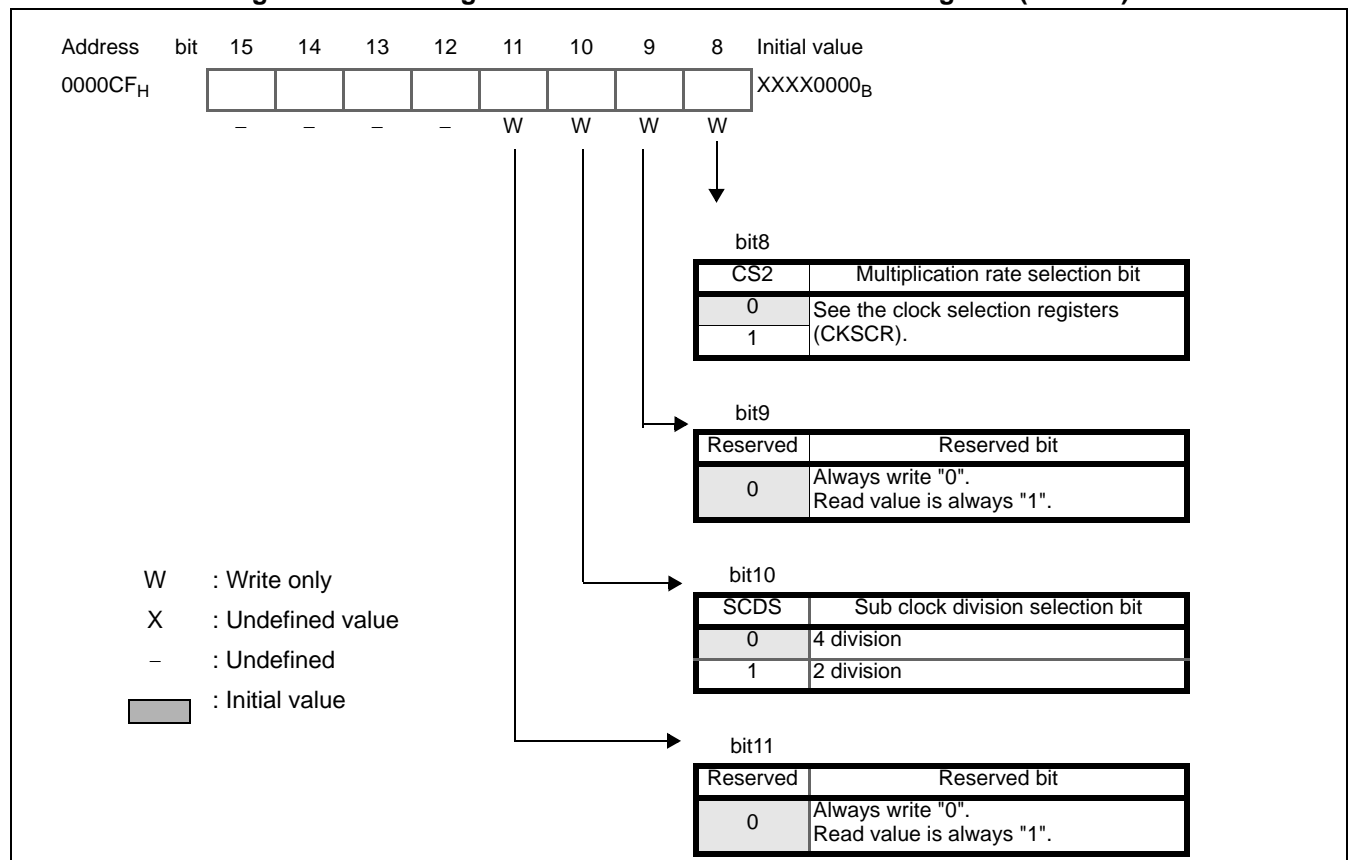 Address bit 15 14 13 12 11 10 9 8 Initial value
0000CFH XXXX0000B
– – – – W W W W
bit8
CS2 Multiplication rate selection bit
0 See the clock selection registers
1 (CKSCR).
bit9
Reserved Reserved bit
0 Always write "0".
Read value is always "1".
W : Write only
X : Undefined value
– : Undefined
: Initial value
bit10
SCDS Sub clock division selection bit
0 4 division
1 2 division
bit11
Reserved Reserved bit
0 Always write "0".
Read value is always "1".